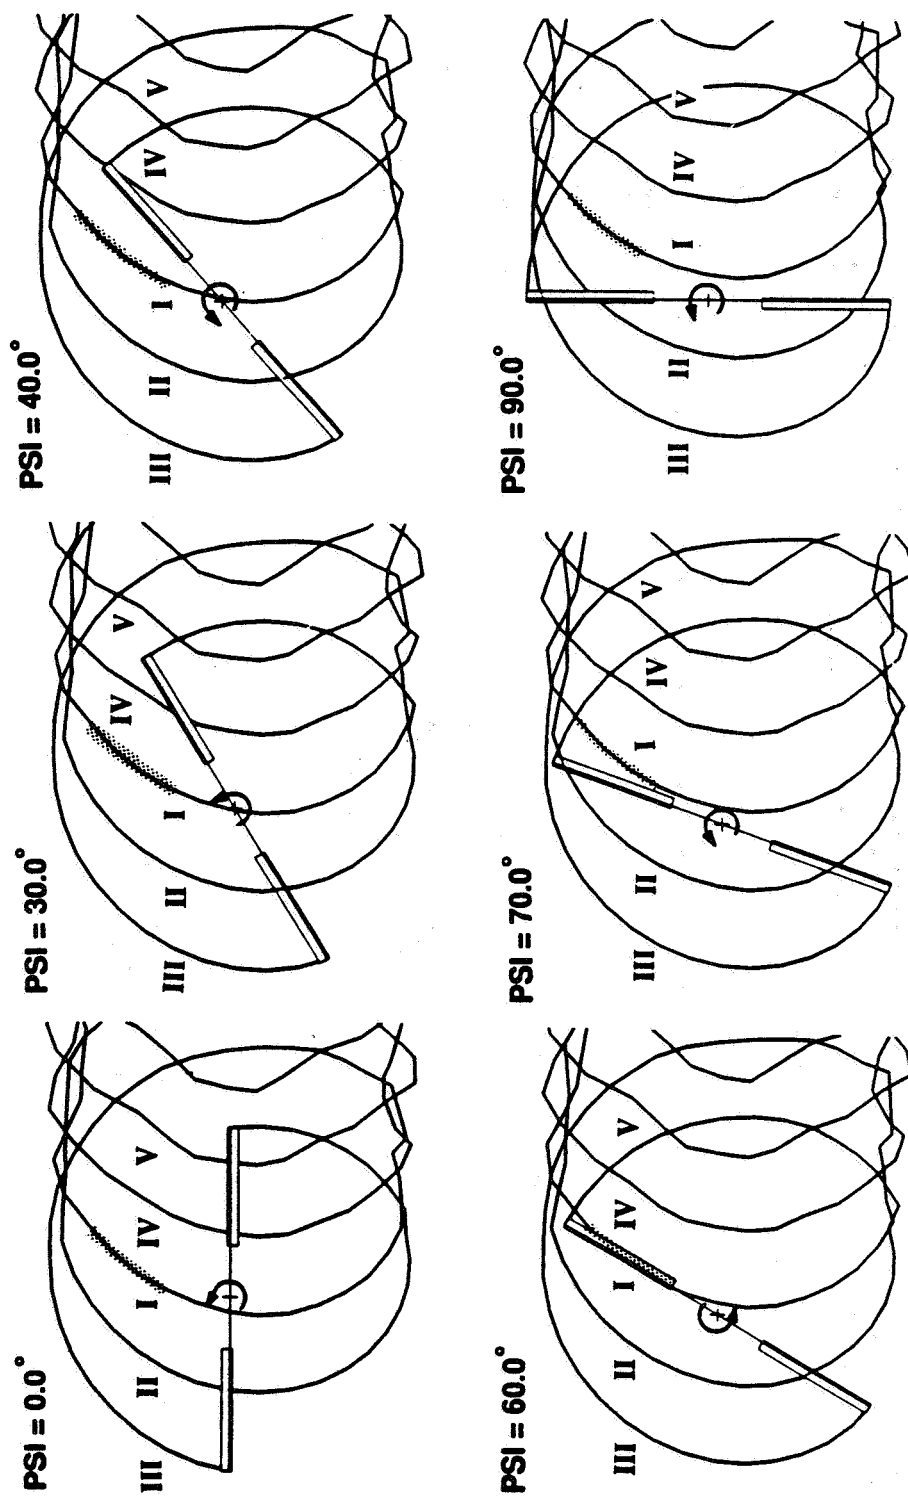 PSI = 0.0°
III II I IV V
PSI = 30.0°
III II I IV V
PSI = 40.0°
III II I IV V
PSI = 60.0°
III II I IV V
PSI = 70.0°
III II I IV V
PSI = 90.0°
III II I IV V